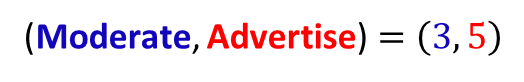 (Moderate, Advertise) = (3, 5)